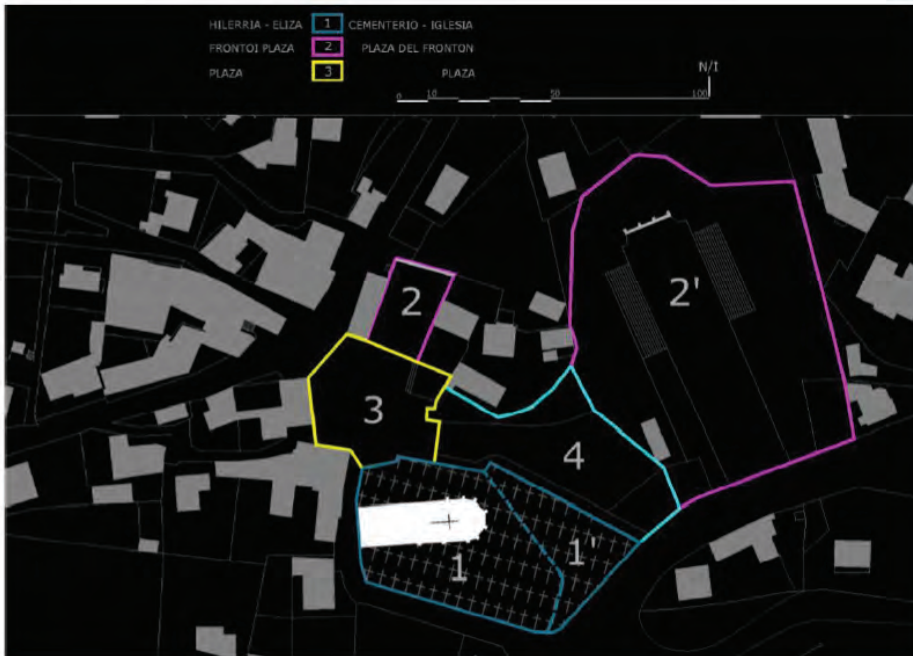 HILERRIA - ELIZA 1 CEMENTERIO - IGLESIA
FRONTOI PLAZA 2 PLAZA DEL FRONTON
PLAZA 3 PLAZA
N/I
0 10 50 100
2
2'
3
4
1
1'